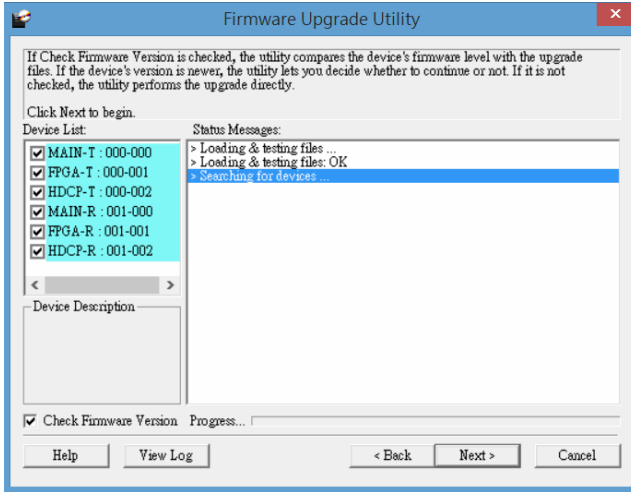 Firmware Upgrade Utility
If Check Firmware Version is checked, the utility compares the device's firmware level with the upgrade
files. If the device's version is newer, the utility lets you decide whether to continue or not. If it is not
checked, the utility performs the upgrade directly.
Click Next to begin.
Device List:
MAIN-T : 000-000
FPGA-T : 000-001
HDCP-T : 000-002
MAIN-R : 001-000
FPGA-R : 001-001
HDCP-R : 001-002
Device Description
Status Messages:
> Loading & testing files ...
> Loading & testing files: OK
> Searching for devices ...
Check Firmware Version Progress...
Help View Log < Back Next > Cancel